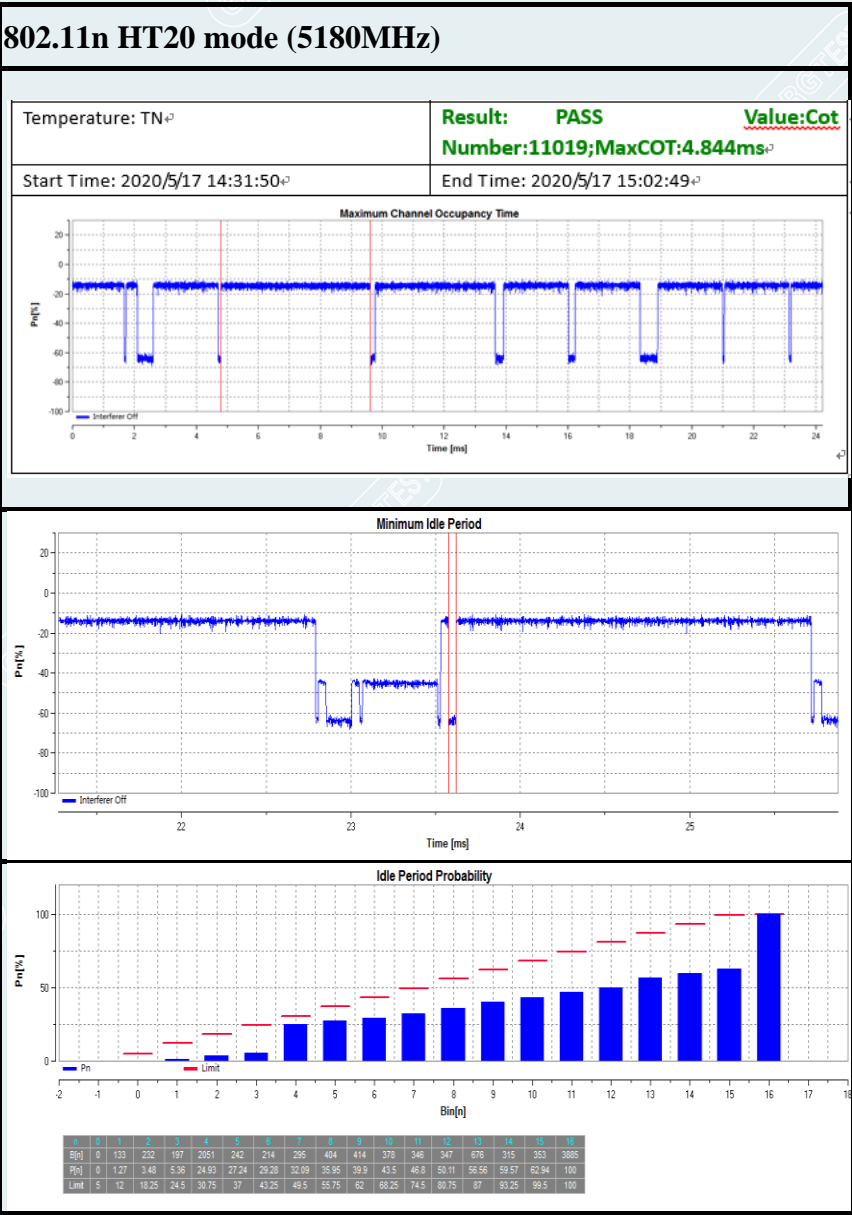 802.11n HT20 mode (5180MHz)
Temperature: TN
Result: PASS Value:Cot
Number:11019;MaxCOT:4.844ms
Start Time: 2020/5/17 14:31:50
End Time: 2020/5/17 15:02:49
Maximum Channel Occupancy Time
20
0
-20
-40
-60
-80
-100
Pn[%]
Interferer Off
0 2 4 6 8 10 12 14 16 18 20 22 24
Time [ms]
Minimum Idle Period
20
0
-20
-40
-60
-80
-100
Pn[%]
Interferer Off
22 23 24 25
Time [ms]
Idle Period Probability
100
50
0
Pn[%]
Pn Limit
-2 -1 0 1 2 3 4 5 6 7 8 9 10 11 12 13 14 15 16 17 18
Bin[n]
n 0 1 2 3 4 5 6 7 8 9 10 11 12 13 14 15 16
B[n] 0 133 232 197 2051 242 214 295 404 414 378 346 347 676 315 353 3885
P[n] 0 1.27 3.48 5.36 24.93 27.24 29.28 32.09 35.95 39.9 43.5 46.8 50.11 56.56 59.57 62.94 100
Limit 5 12 18.25 24.5 30.75 37 43.25 49.5 55.75 62 68.25 74.5 80.75 87 93.25 99.5 100